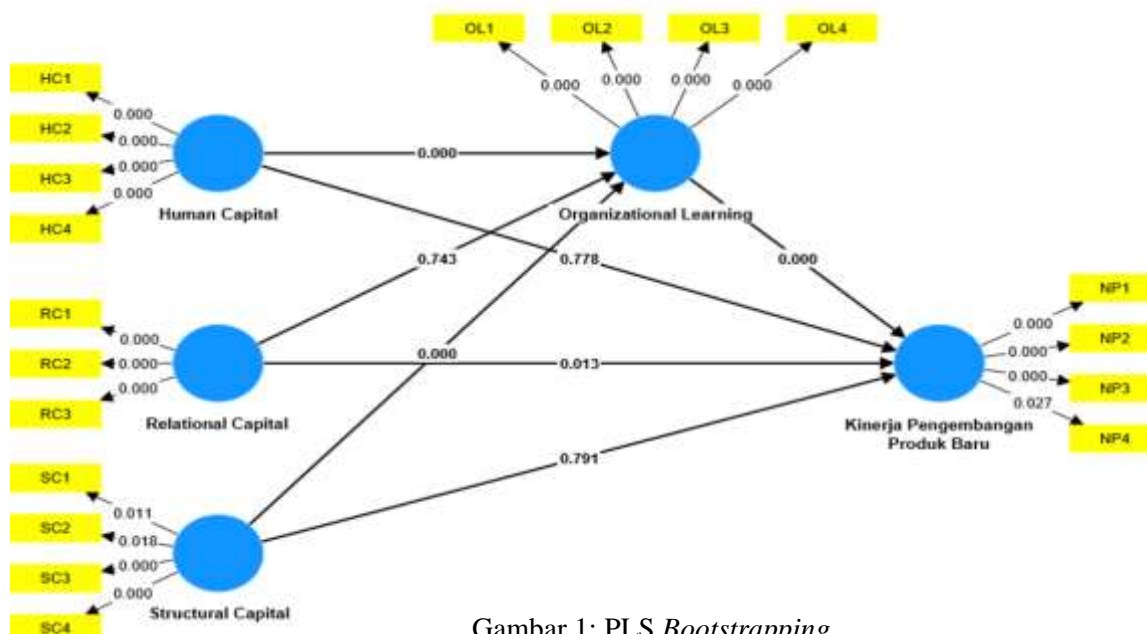 OL1
OL2
OL3
OL4
0.000
0.000
0.000
0.000
HC1
HC2
HC3
HC4
0.000
0.000
0.000
0.000
Human Capital
0.000
Organizational Learning
0.743
0.778
0.000
RC1
RC2
RC3
0.000
0.000
0.000
Relational Capital
0.000
0.013
NP1
NP2
NP3
NP4
0.000
0.000
0.000
0.027
Kinerja Pengembangan
Produk Baru
0.791
SC1
SC2
SC3
SC4
0.011
0.018
0.000
0.000
Structural Capital
Gambar 1: PLS Bootstrapping